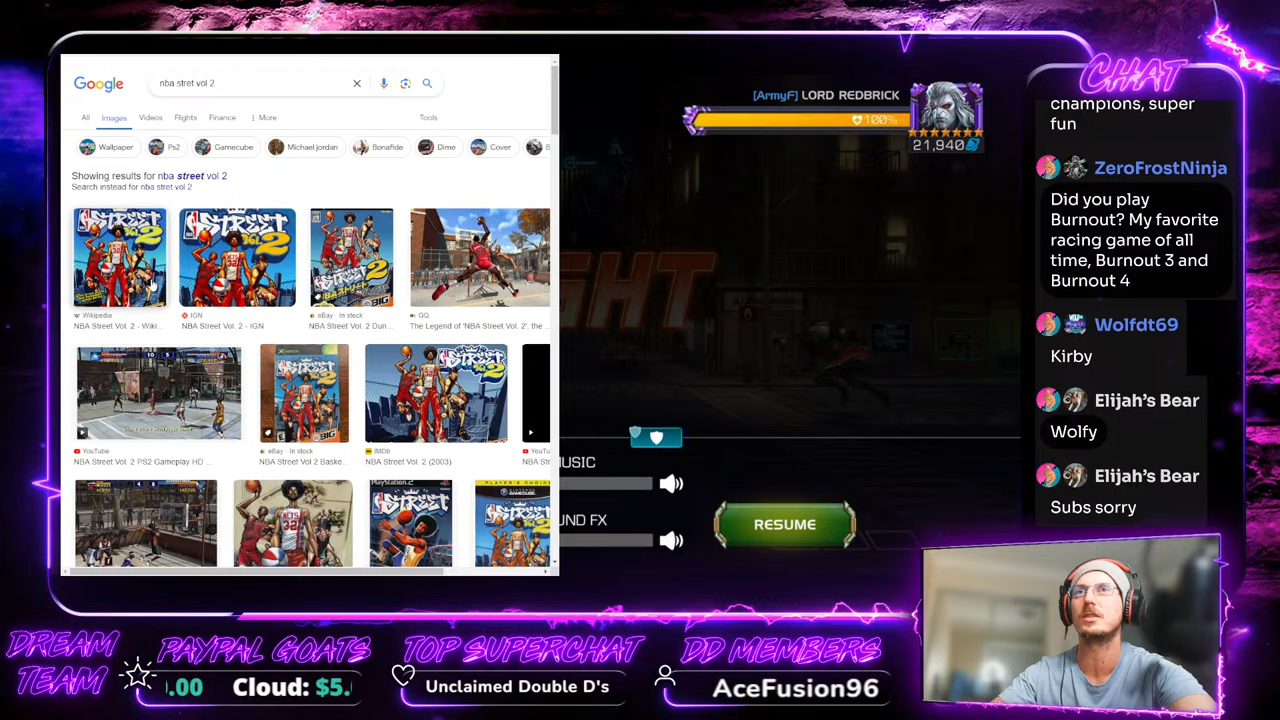 Google
nba stret vol 2
All Images Videos Flights Finance More Tools
Wallpaper Ps2 Gamecube Michael jordan Bonafide Dime Cover
Showing results for nba street vol 2
Search instead for nba stret vol 2
Wikipedia
NBA Street Vol. 2 - Wiki...
IGN
NBA Street Vol. 2 - IGN
eBay · In stock
NBA Street Vol. 2 Dun...
GQ
The Legend of 'NBA Street Vol. 2', the ...
YouTube
NBA Street Vol. 2 PS2 Gameplay HD ...
eBay · In stock
NBA Street Vol 2 Baske...
IMDb
NBA Street Vol. 2 (2003)
[ArmyF] LORD REDBRICK
100%
21,940
RESUME
CHAT
champions, super
fun
ZeroFrostNinja
Did you play
Burnout? My favorite
racing game of all
time, Burnout 3 and
Burnout 4
Wolfdt69
Kirby
Elijah's Bear
Wolfy
Elijah's Bear
Subs sorry
DREAM
TEAM
PAYPAL GOATS
.00 Cloud: $5.
TOP SUPERCHAT
Unclaimed Double D's
DD MEMBERS
AceFusion96